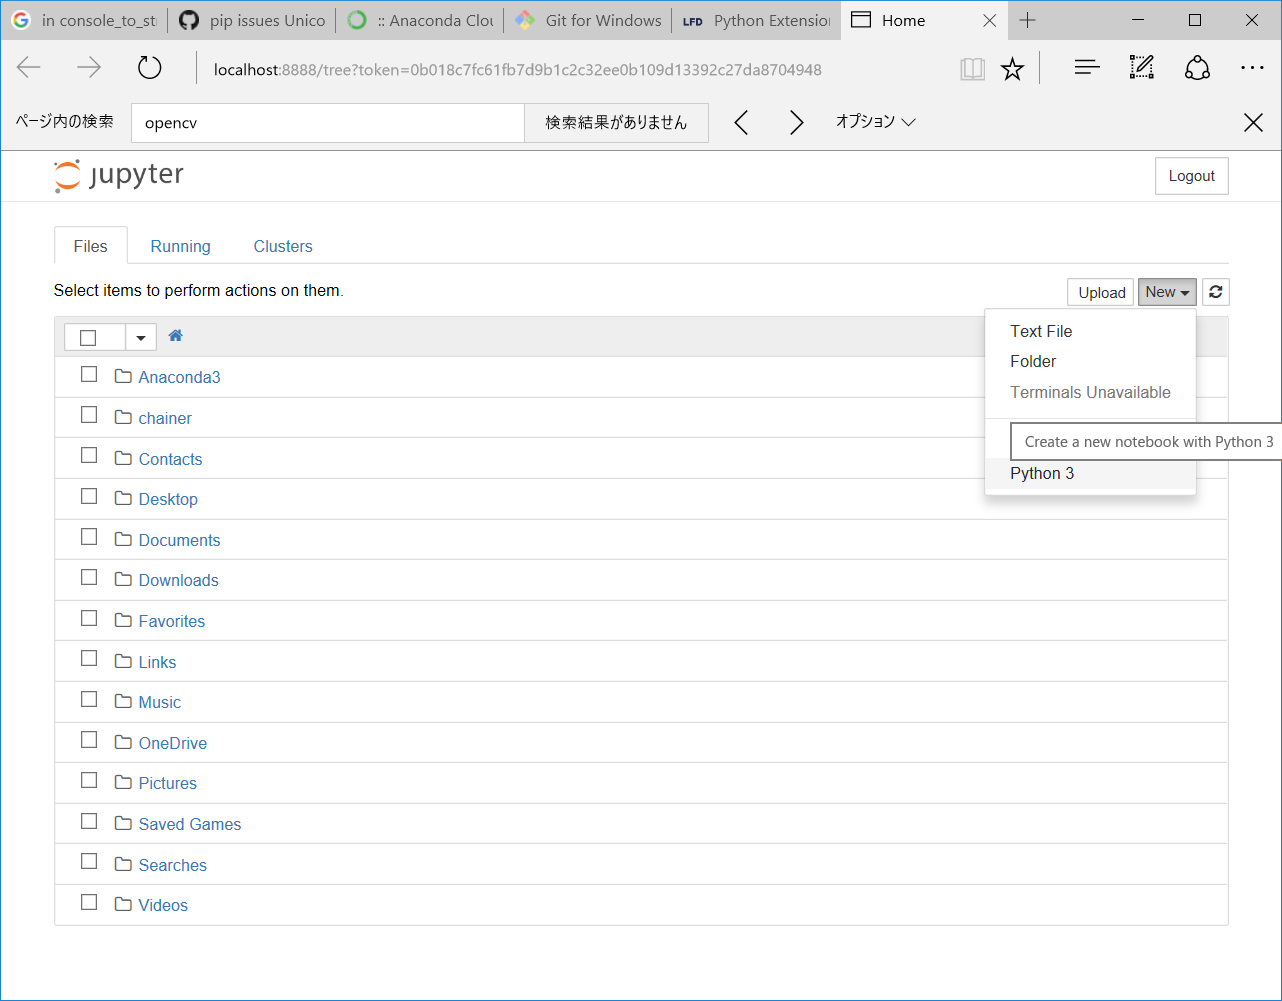 in console_to_st
pip issues Unico
:: Anaconda Clou
Git for Windows
LFD Python Extension
Home
localhost:8888/tree?token=0b018c7fc61fb7d9b1c2c32ee0b109d13392c27da8704948
ページ内の検索 opencv 検索結果がありません オプション
jupyter Logout
Files Running Clusters
Select items to perform actions on them.
Upload New
Text File
Folder
Terminals Unavailable
Create a new notebook with Python 3
Python 3
Anaconda3
chainer
Contacts
Desktop
Documents
Downloads
Favorites
Links
Music
OneDrive
Pictures
Saved Games
Searches
Videos